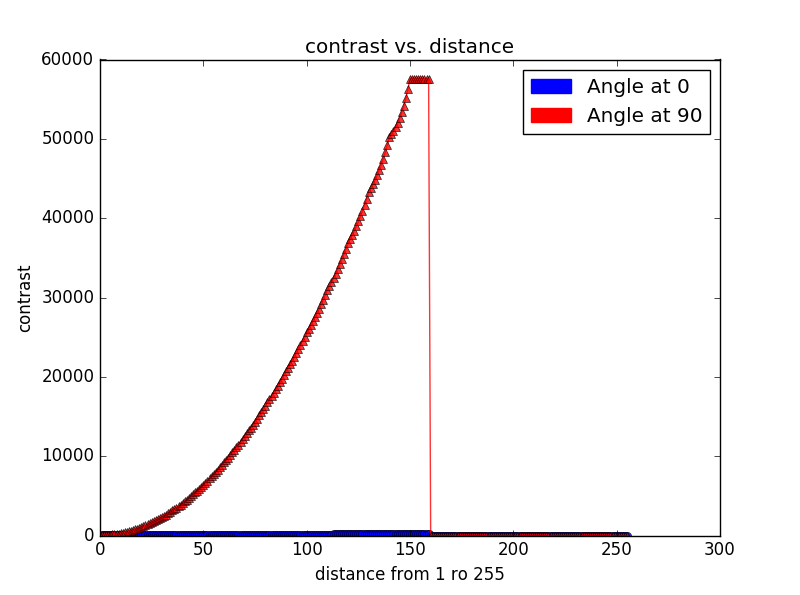 contrast vs. distance
60000
50000
40000
30000
20000
10000
0
contrast
Angle at 0
Angle at 90
0 50 100 150 200 250 300
distance from 1 ro 255